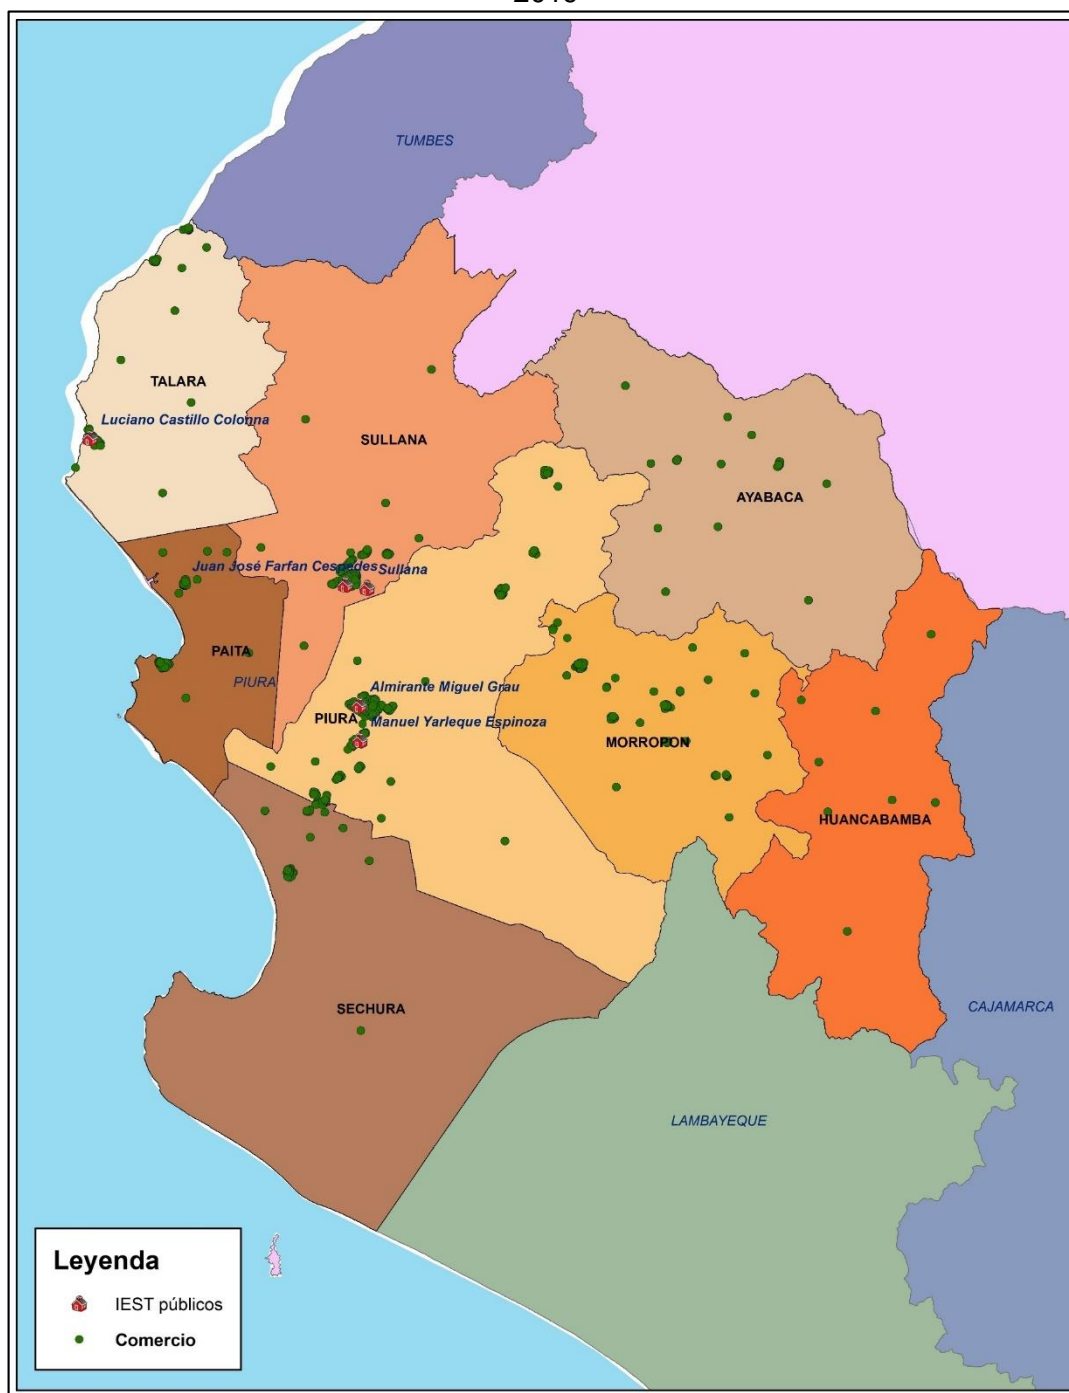 TUMBES
TALARA
Luciano Castillo Colonna
SULLANA
AYABACA
Juan José Farfan Cespedes
Sullana
PAITA
PIURA
Almirante Miguel Grau
PIURA
Manuel Yarleque Espinoza
MORROPON
HUANCABAMBA
SECHURA
CAJAMARCA
LAMBAYEQUE
Leyenda
IEST públicos
Comercio